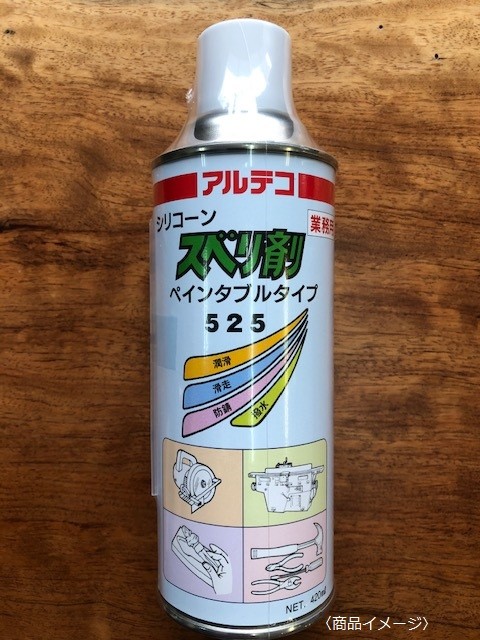 アルデコ
シリコーン
業務用
スベリ剤
ペインタブルタイプ
525
潤滑
滑走
防錆
撥水
NET. 420ml
〈商品イメージ〉